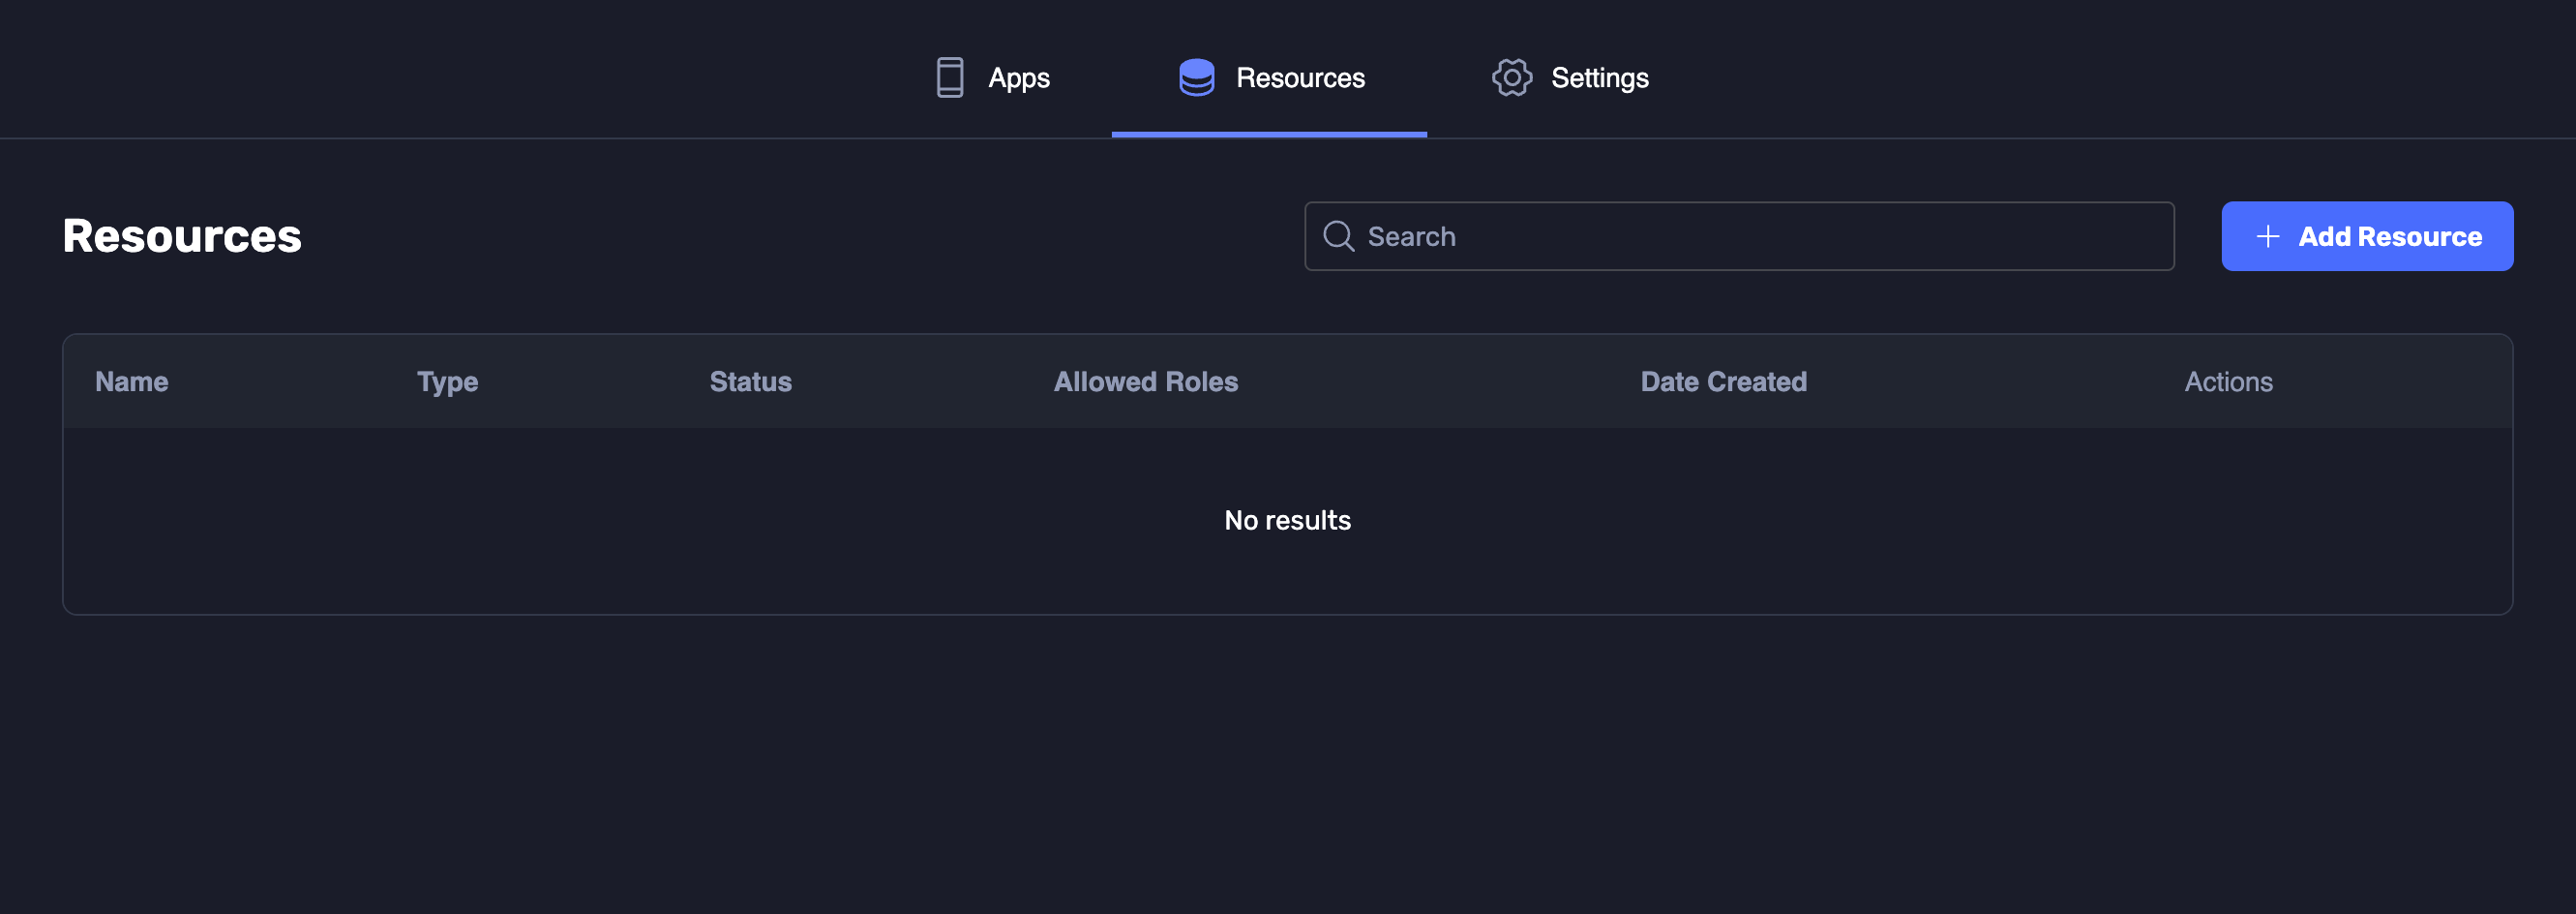 Apps
Resources
Settings
Resources
Search
Add Resource
Name
Type
Status
Allowed Roles
Date Created
Actions
No results